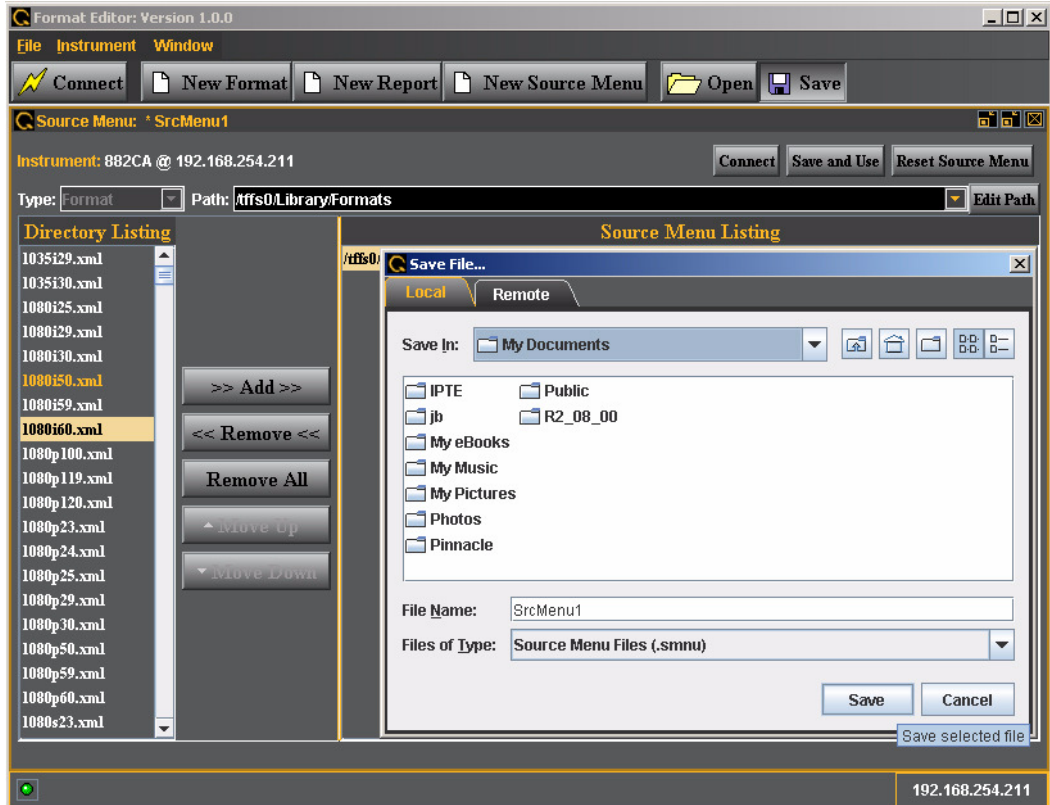 Format Editor: Version 1.0.0
File Instrument Window
Connect New Format New Report New Source Menu Open Save
Source Menu: * SrcMenu1
Instrument: 882CA @ 192.168.254.211
Connect Save and Use Reset Source Menu
Type: Format Path: /tffs0/Library/Formats Edit Path
Directory Listing
1035i29.xml
1035i30.xml
1080i25.xml
1080i29.xml
1080i30.xml
1080i50.xml
1080i59.xml
1080i60.xml
1080p100.xml
1080p119.xml
1080p120.xml
1080p23.xml
1080p24.xml
1080p25.xml
1080p29.xml
1080p30.xml
1080p50.xml
1080p59.xml
1080p60.xml
1080s23.xml
>> Add >>
<< Remove <<
Remove All
Move Up
Move Down
Source Menu Listing
/tffs0/
Save File...
Local Remote
Save In: My Documents
IPTE
jb
My eBooks
My Music
My Pictures
Photos
Pinnacle
Public
R2_08_00
File Name: SrcMenu1
Files of Type: Source Menu Files (.smnu)
Save Cancel
Save selected file
192.168.254.211